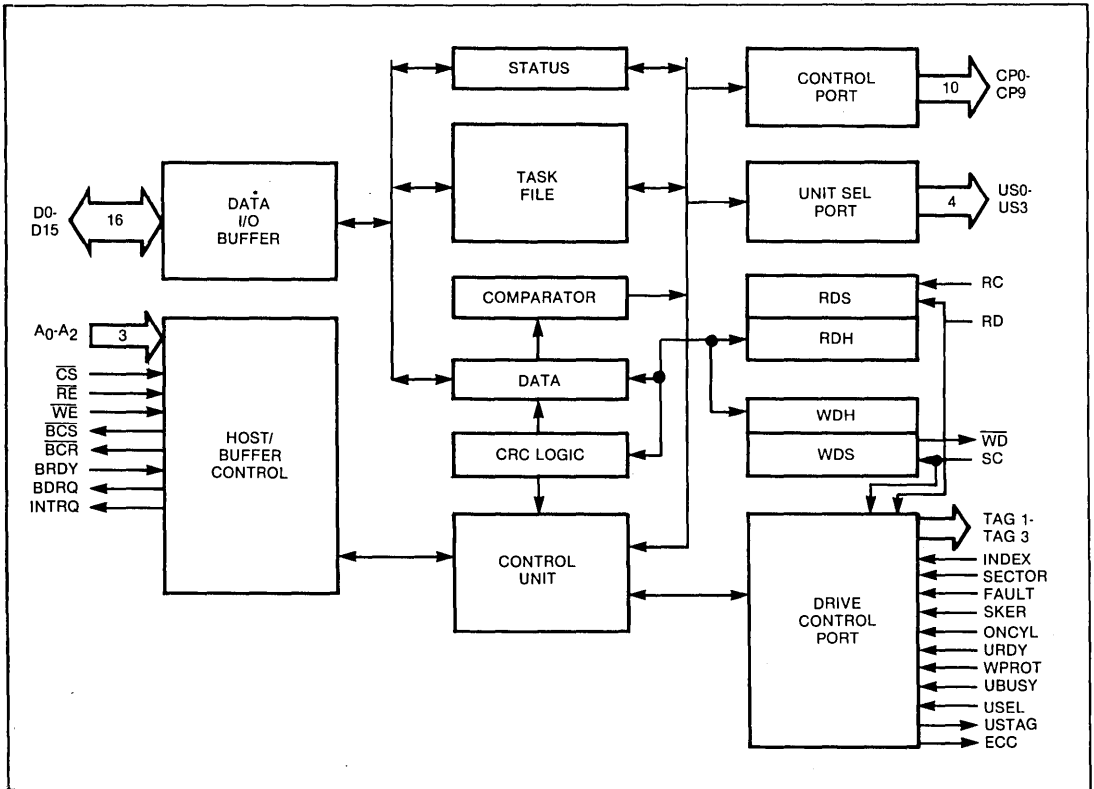 STATUS
CONTROL
PORT
10
CP0-
CP9
TASK
FILE
DATA
I/O
BUFFER
D0-
D15
16
UNIT SEL
PORT
4
US0-
US3
COMPARATOR
RDS
RC
RD
RDH
A0-A2
3
DATA
CS
RE
WE
BCS
BCR
BRDY
BDRQ
INTRQ
HOST/
BUFFER
CONTROL
CRC LOGIC
WDH
WDS
WD
SC
CONTROL
UNIT
DRIVE
CONTROL
PORT
TAG 1-
TAG 3
INDEX
SECTOR
FAULT
SKER
ONCYL
URDY
WPROT
UBUSY
USEL
USTAG
ECC